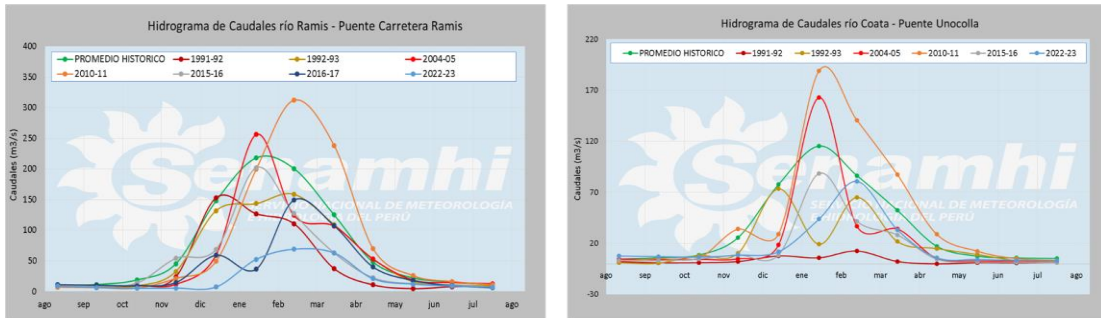 Hidrograma de Caudales río Ramis - Puente Carretera Ramis
400
350
300
250
200
150
100
50
0
Caudales (m3/s)
PROMEDIO HISTORICO 1991-92 1992-93 2004-05
2010-11 2015-16 2016-17 2022-23
Senamhi
SERVICIO NACIONAL DE METEOROLOGÍA
DEL PERÚ
ago sep oct nov dic ene feb mar abr may jun jul ago
Hidrograma de Caudales río Coata - Puente Unocolla
220
170
120
70
20
-30
Caudales (m3/s)
PROMEDIO HISTORICO 1991-92 1992-93 2004-05 2010-11 2015-16 2022-23
Senamhi
NACIONAL DE METEOROLOGÍA
DEL PERÚ
ago sep oct nov dic ene feb mar abr may jun jul ago